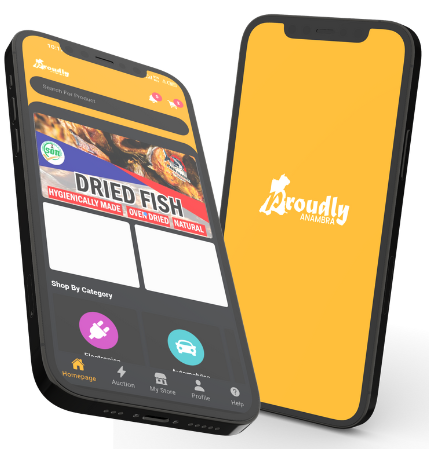 Proudly
Search For Product
DRIED FISH
HYGIENICALLY MADE OVEN DRIED NATURAL
Shop By Category
Homepage
Auction
My Store
Profile
Help
Proudly
ANAMBRA